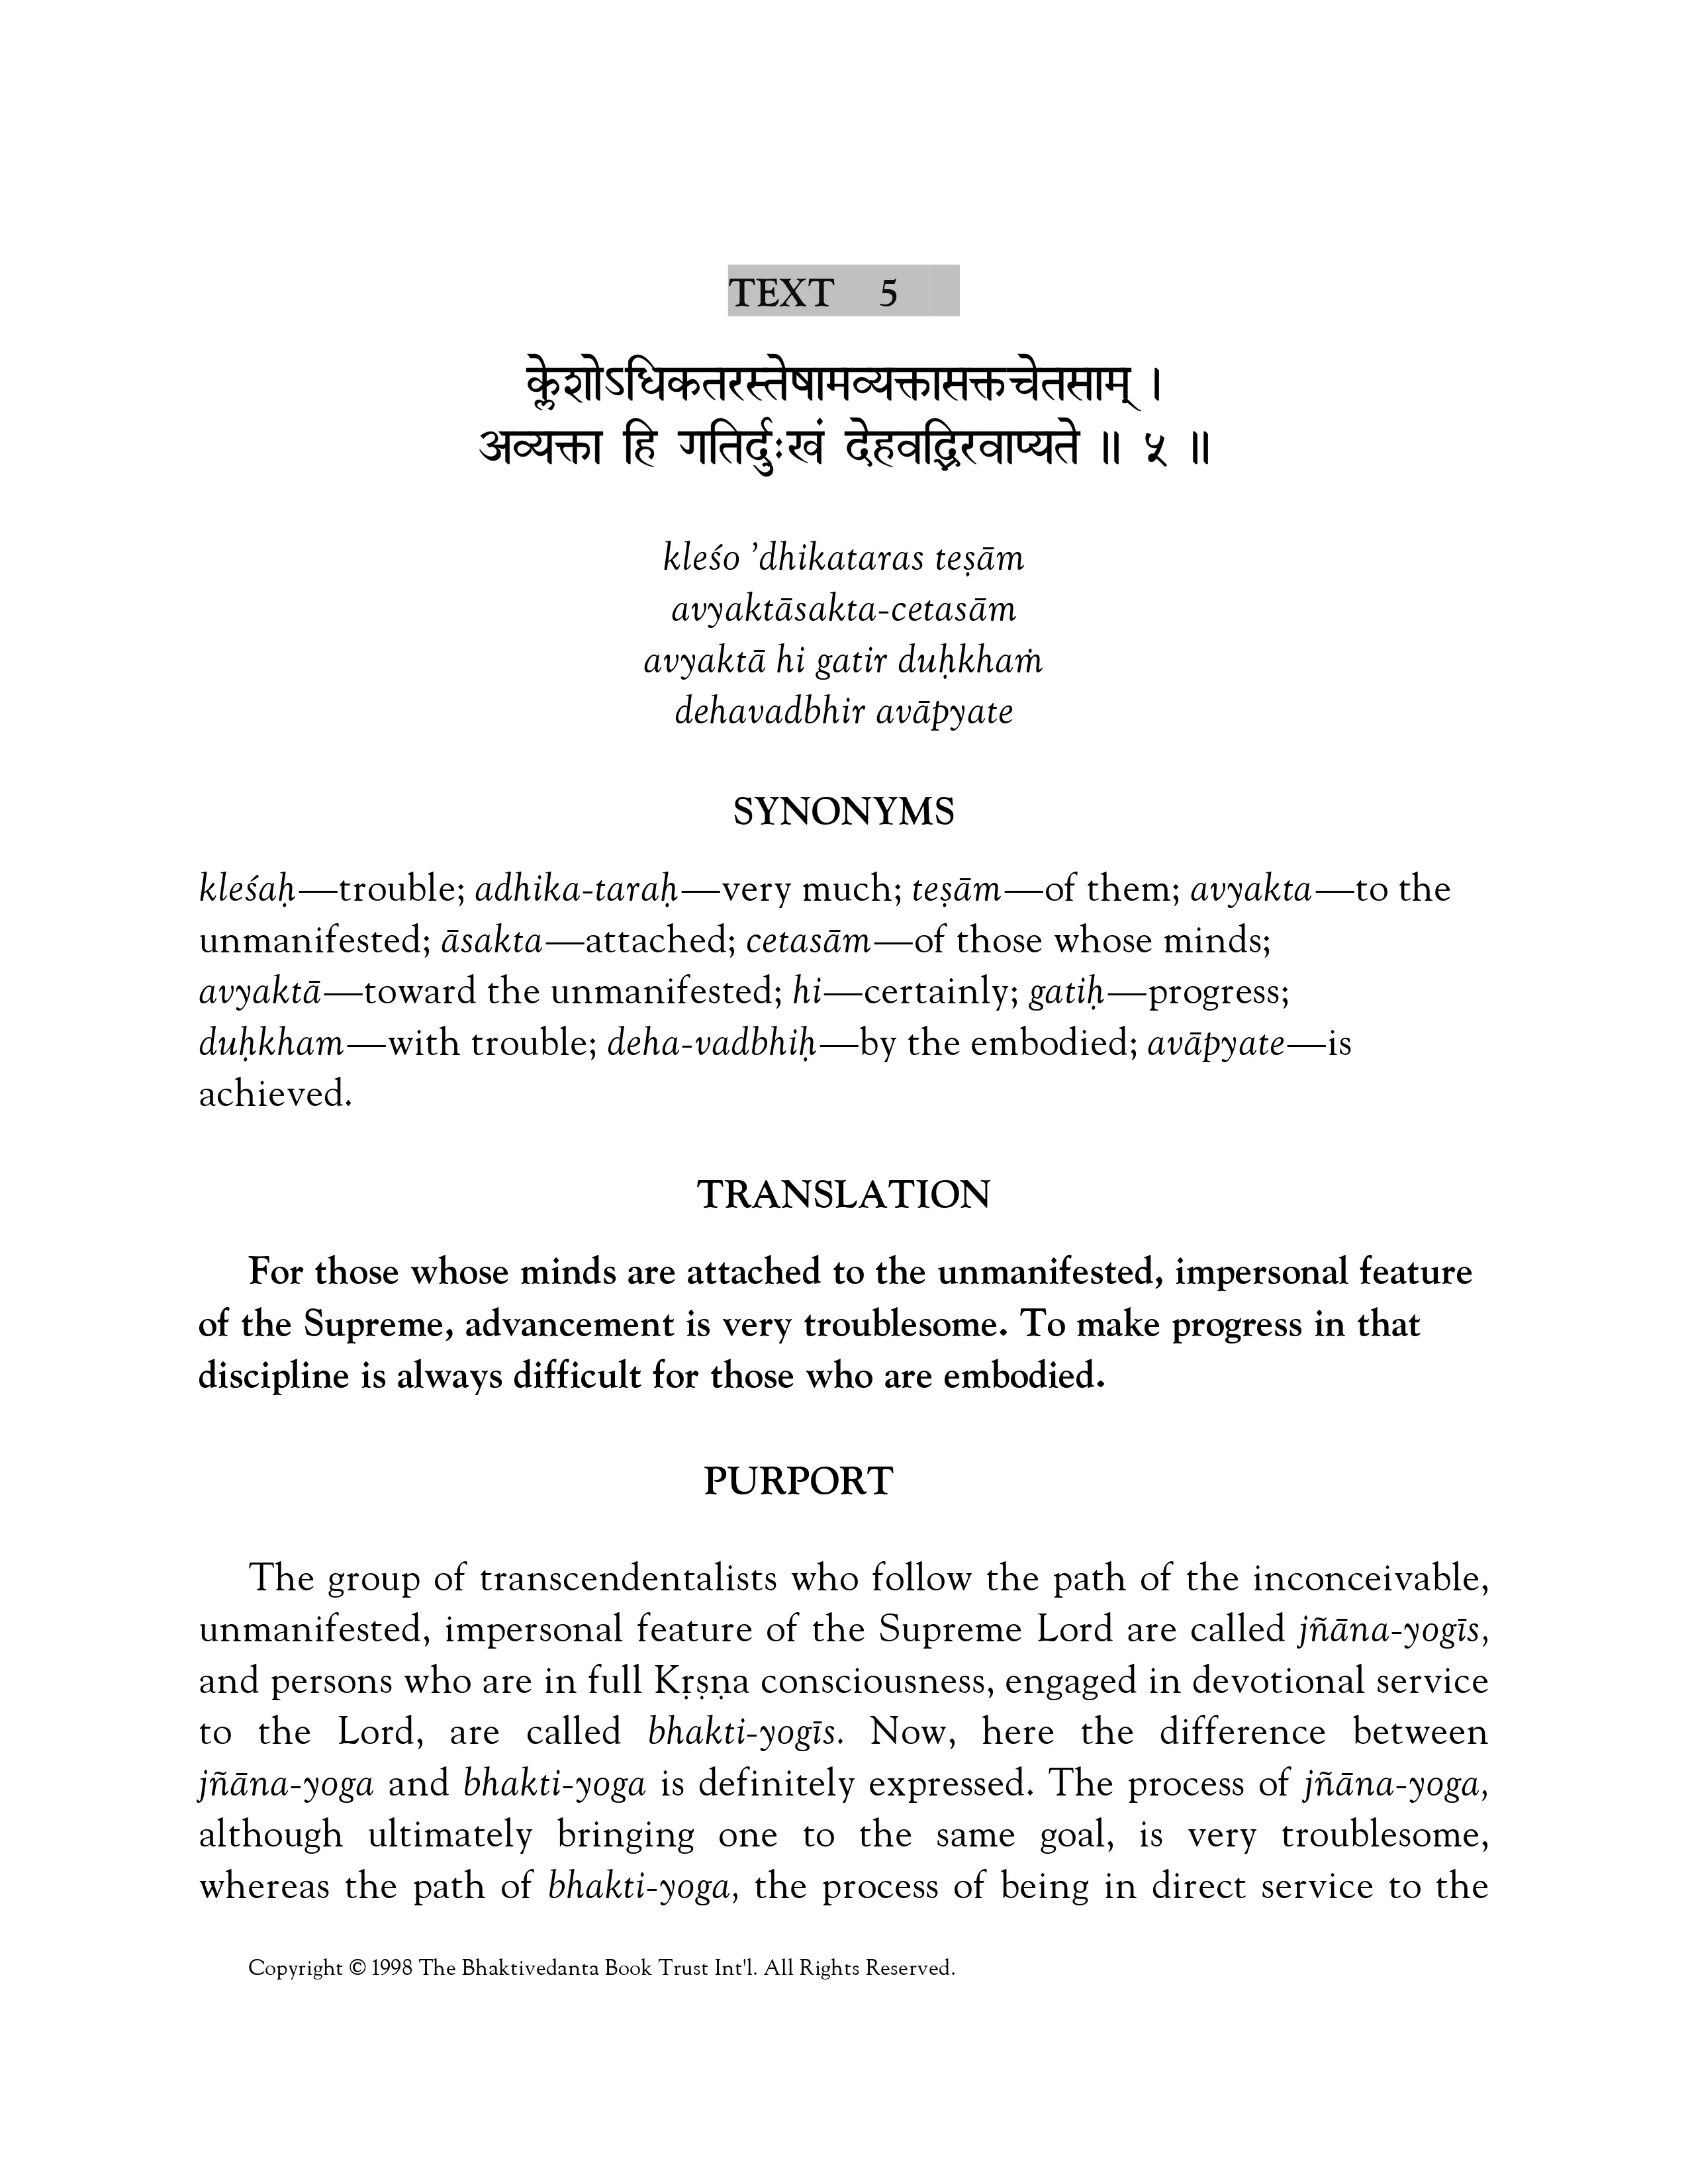 TEXT 5
क्लेशोऽधिकतरस्तेषामव्यक्तासक्तचेतसाम् ।
अव्यक्ता हि गतिर्दुःखं देहवद्भिरवाप्यते ॥ ५ ॥
kleśo ’dhikataras teṣām
avyaktāsakta-cetasām
avyaktā hi gatir duḥkhaṁ
dehavadbhir avāpyate
SYNONYMS
kleśaḥ—trouble; adhika-taraḥ—very much; teṣām—of them; avyakta—to the
unmanifested; āsakta—attached; cetasām—of those whose minds;
avyaktā—toward the unmanifested; hi—certainly; gatiḥ—progress;
duḥkham—with trouble; deha-vadbhiḥ—by the embodied; avāpyate—is
achieved.
TRANSLATION
For those whose minds are attached to the unmanifested, impersonal feature
of the Supreme, advancement is very troublesome. To make progress in that
discipline is always difficult for those who are embodied.
PURPORT
The group of transcendentalists who follow the path of the inconceivable,
unmanifested, impersonal feature of the Supreme Lord are called jñāna-yogīs,
and persons who are in full Kṛṣṇa consciousness, engaged in devotional service
to the Lord, are called bhakti-yogīs. Now, here the difference between
jñāna-yoga and bhakti-yoga is definitely expressed. The process of jñāna-yoga,
although ultimately bringing one to the same goal, is very troublesome,
whereas the path of bhakti-yoga, the process of being in direct service to the
Copyright © 1998 The Bhaktivedanta Book Trust Int'l. All Rights Reserved.